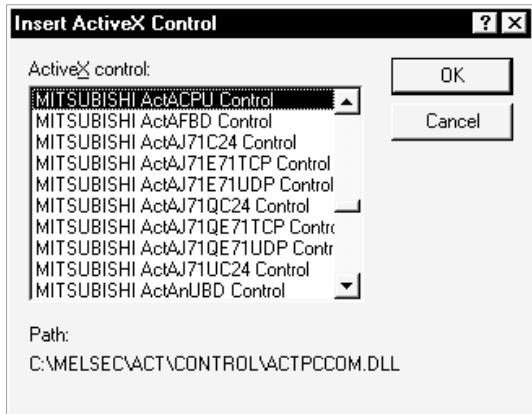 Insert ActiveX Control
ActiveX control:
OK
Cancel
MITSUBISHI ActACPU Control
MITSUBISHI ActAFBD Control
MITSUBISHI ActAJ71C24 Control
MITSUBISHI ActAJ71E71TCP Control
MITSUBISHI ActAJ71E71UDP Control
MITSUBISHI ActAJ71QC24 Control
MITSUBISHI ActAJ71QE71TCP Contro
MITSUBISHI ActAJ71QE71UDP Contr
MITSUBISHI ActAJ71UC24 Control
MITSUBISHI ActAnUBD Control
Path:
C:\MELSEC\ACT\CONTROL\ACTPCCOM.DLL